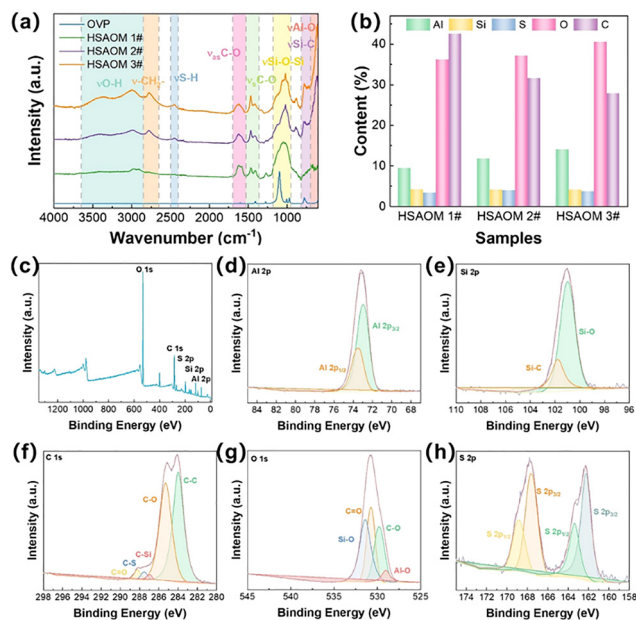 (a)
OVP
HSAOM 1#
HSAOM 2#
HSAOM 3#
νO-H
ν-CH₂-
νS-H
νasC-O
νsC-O
νSi-O-Si
νSi-C
νAl-O
Intensity (a.u.)
4000 3500 3000 2500 2000 1500 1000
Wavenumber (cm⁻¹)
(b)
Al Si S O C
Content (%)
40
30
20
10
0
HSAOM 1# HSAOM 2# HSAOM 3#
Samples
(c)
O 1s
C 1s
S 2p
Si 2p
Al 2p
Intensity (a.u.)
1400 1200 1000 800 600 400 200 0
Binding Energy (eV)
(d)
Al 2p
Al 2p3/2
Al 2p1/2
Intensity (a.u.)
84 82 80 78 76 74 72 70 68
Binding Energy (eV)
(e)
Si 2p
Si-O
Si-C
Intensity (a.u.)
110 108 106 104 102 100 98 96
Binding Energy (eV)
(f)
C 1s
C-C
C-O
C-Si
C-S
C=O
Intensity (a.u.)
298 296 294 292 290 288 286 284 282 280
Binding Energy (eV)
(g)
O 1s
C=O
C-O
Si-O
Al-O
Intensity (a.u.)
545 540 535 530 525
Binding Energy (eV)
(h)
S 2p
S 2p3/2
S 2p3/2
S 2p1/2
S 2p1/2
Intensity (a.u.)
175 174 172 170 168 166 164 162 160 158
Binding Energy (eV)